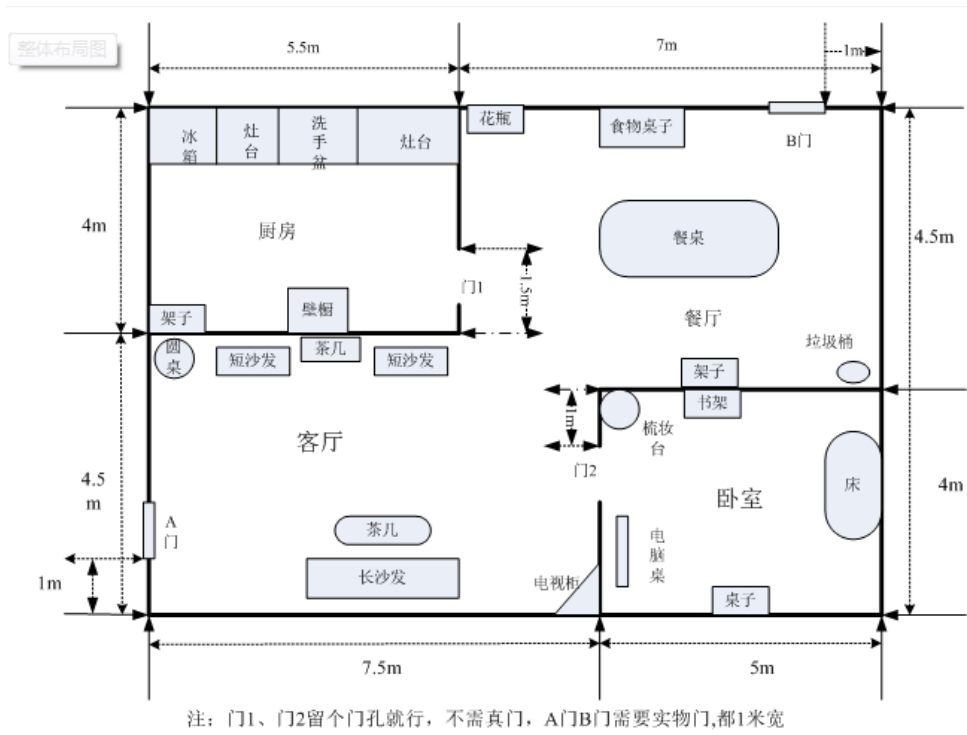 整体布局图
5.5m
7m
1m
冰箱
灶台
洗手盆
灶台
花瓶
食物桌子
B门
4m
厨房
餐桌
4.5m
门1
1.5m
架子
壁橱
餐厅
圆桌
短沙发
茶几
短沙发
架子
垃圾桶
书架
1m
梳妆台
客厅
门2
4.5
m
卧室
床
4m
A门
茶几
电脑桌
1m
长沙发
电视柜
桌子
7.5m
5m
注：门1、门2留个门孔就行，不需真门，A门B门需要实物门,都1米宽